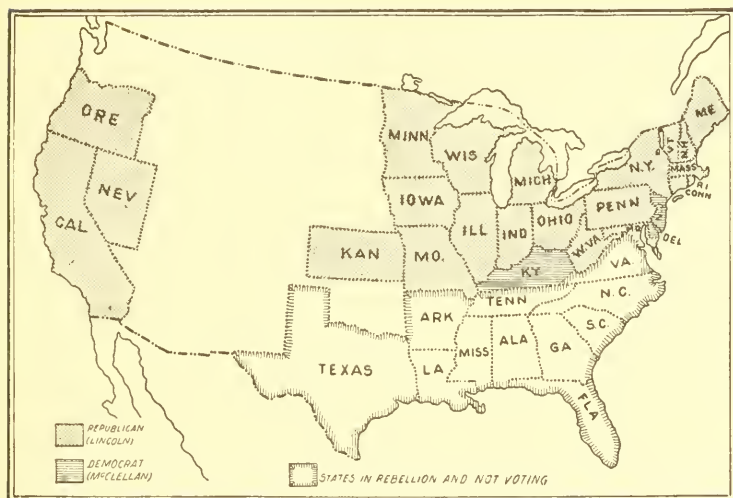 ORE
NEV
CAL
MINN
WIS
MICH
IOWA
ILL
IND
OHIO
KAN
MO.
KY
W.VA.
PENN
N.Y.
VT
N.H.
ME
MASS
RI
CONN
MD
DEL
VA.
N.C.
S.C.
TENN
ARK
TEXAS
LA
MISS
ALA
GA
FLA
REPUBLICAN
(LINCOLN)
DEMOCRAT
(McCLELLAN)
STATES IN REBELLION AND NOT VOTING